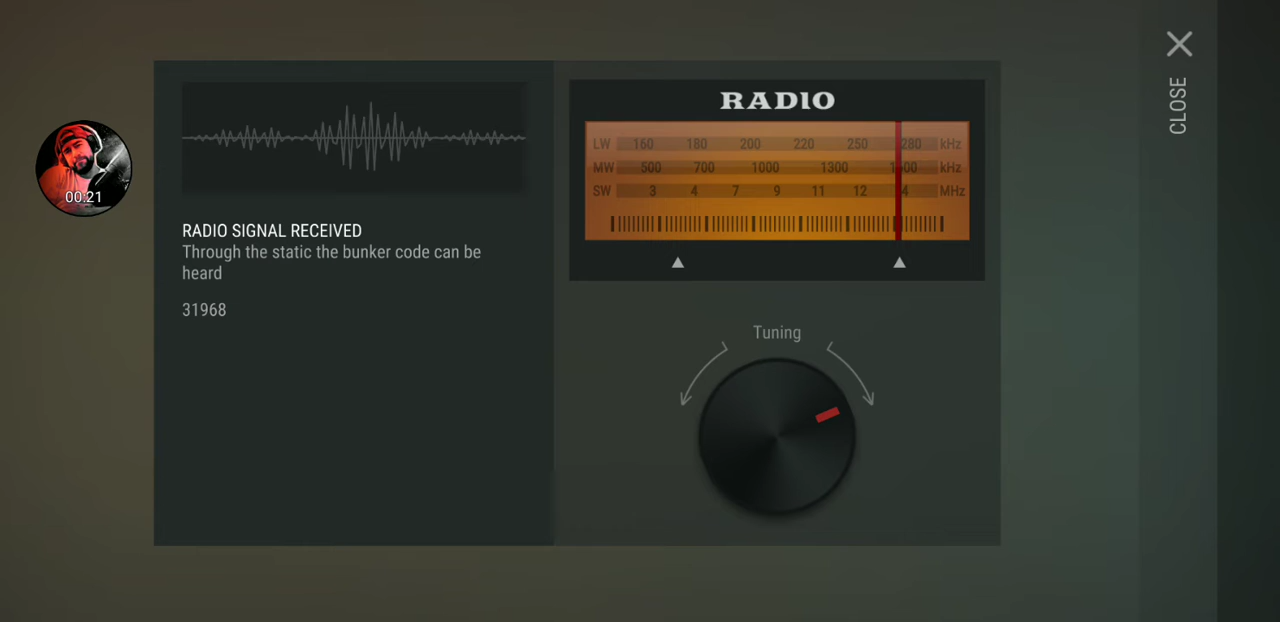 00:21
RADIO SIGNAL RECEIVED
Through the static the bunker code can be
heard
31968
RADIO
LW 160 180 200 220 250 280 kHz
MW 500 700 1000 1300 kHz
SW 3 4 7 9 11 12 MHz
Tuning
CLOSE